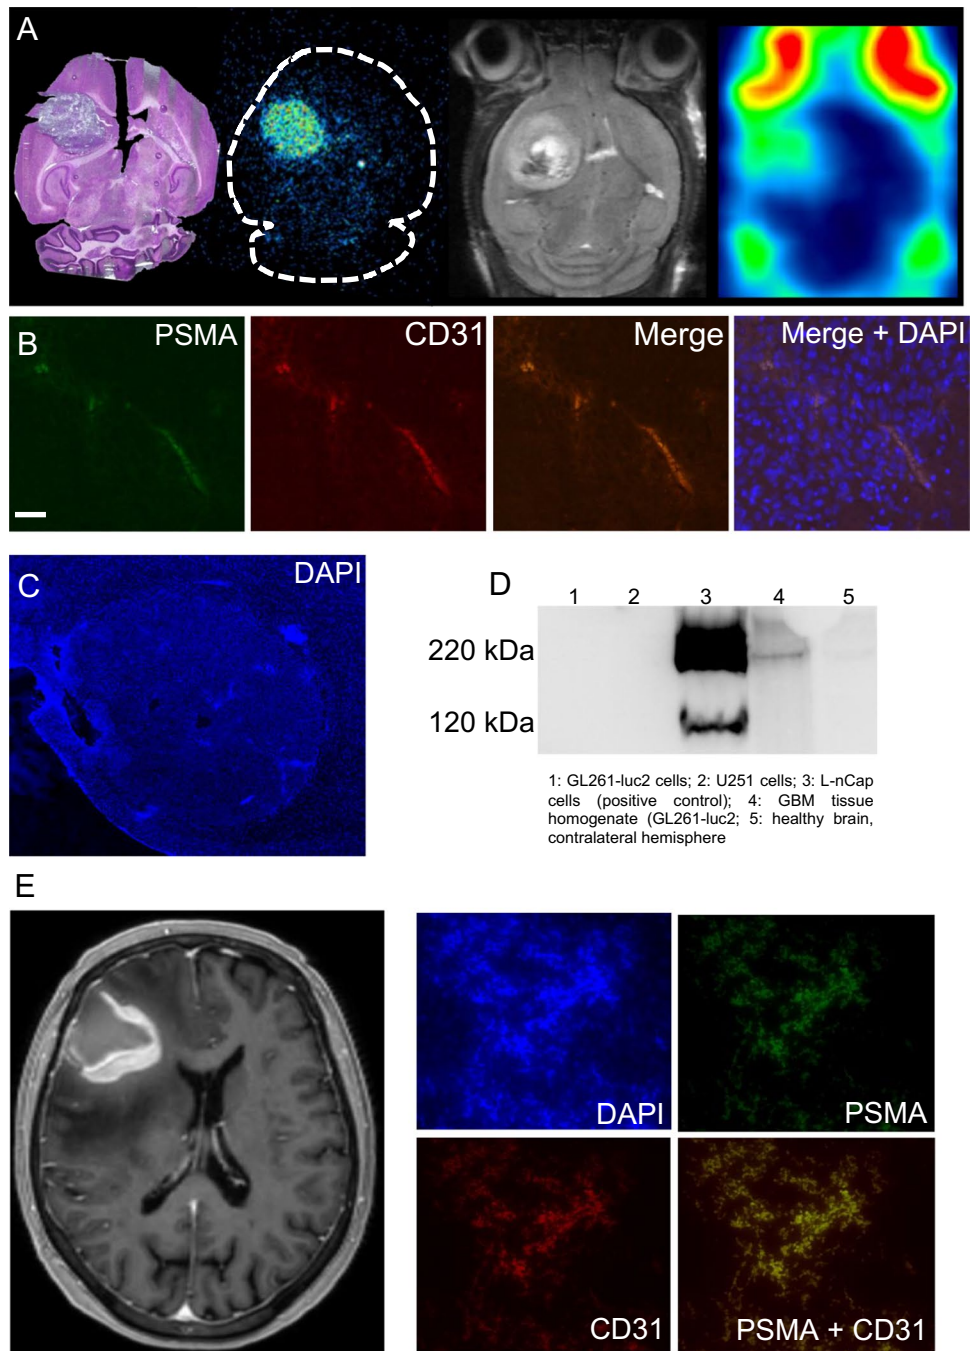 A
B
PSMA
CD31
Merge
Merge + DAPI
C
DAPI
D
1 2 3 4 5
220 kDa
120 kDa
1: GL261-luc2 cells; 2: U251 cells; 3: L-nCap
cells (positive control); 4: GBM tissue
homogenate (GL261-luc2; 5: healthy brain,
contralateral hemisphere
E
DAPI
PSMA
CD31
PSMA + CD31